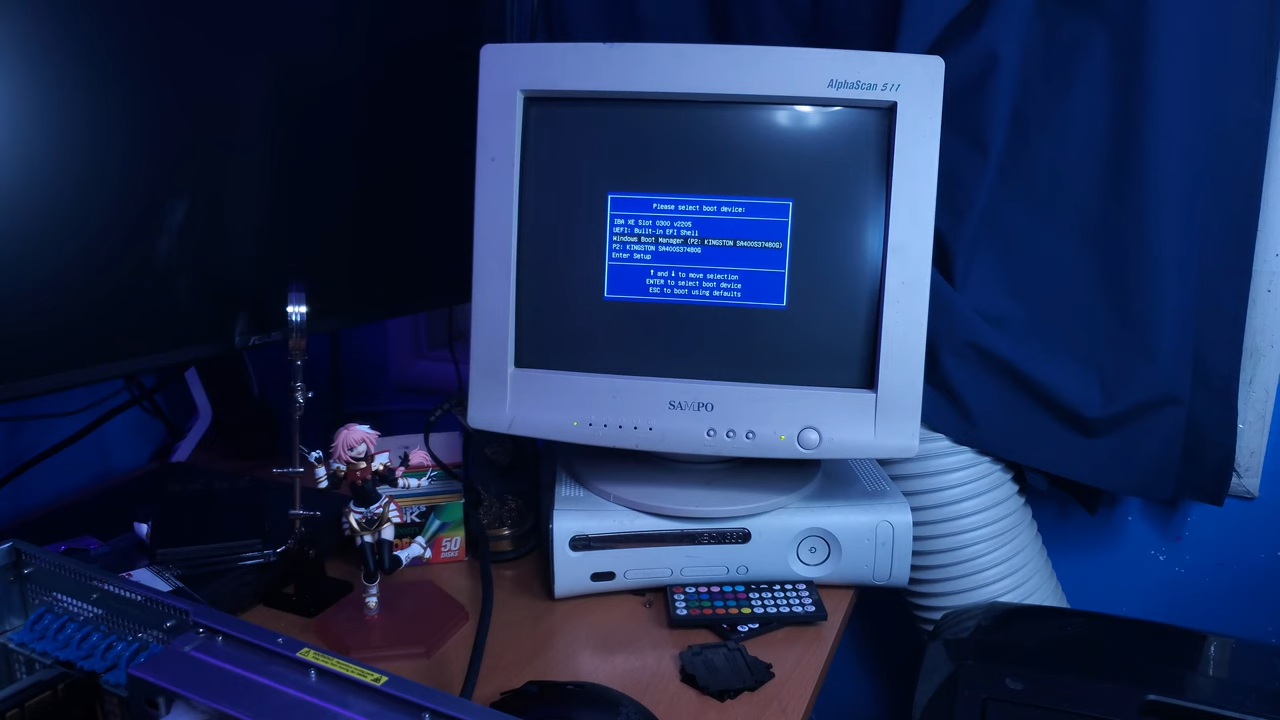 AlphaScan 511
Please select boot device:
IBA XE Slot 0300 v2205
UEFI: Built-in EFI Shell
Windows Boot Manager (P2: KINGSTON SA400S37480G)
P2: KINGSTON SA400S37480G
Enter Setup
↑ and ↓ to move selection
ENTER to select boot device
ESC to boot using defaults
SAMPO
XBOX 360
50
DISKS